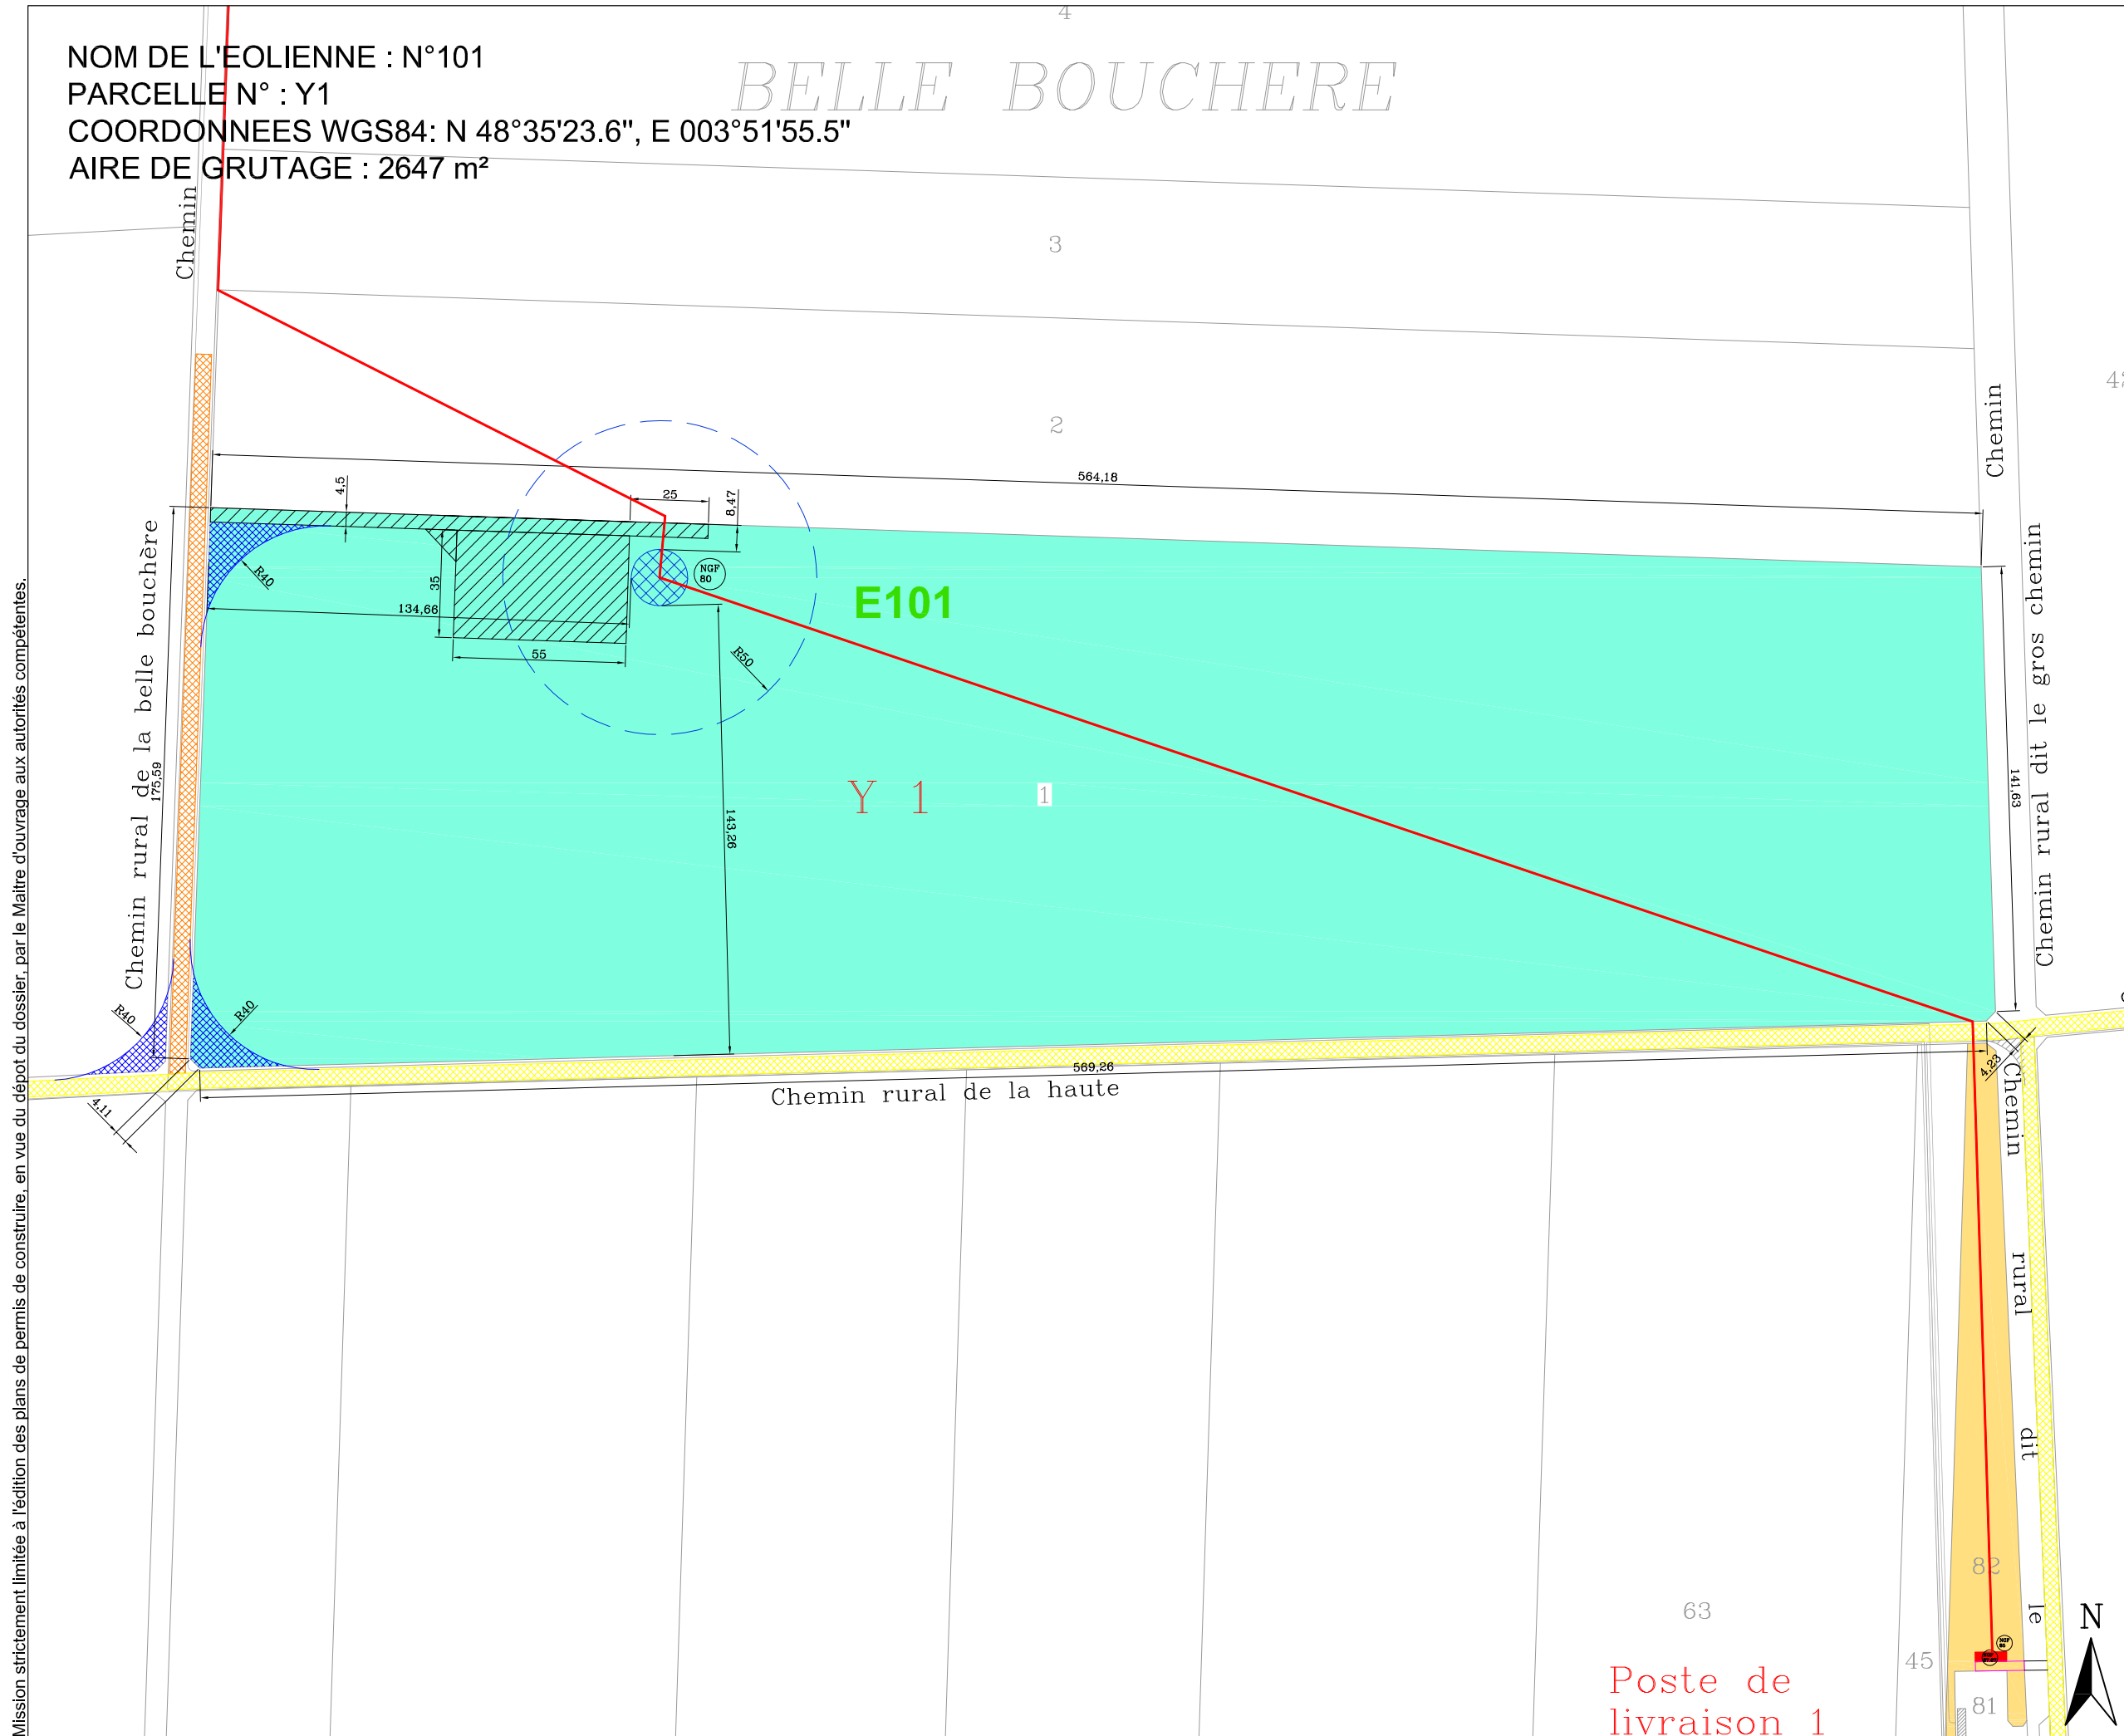 NOM DE L'EOLIENNE : N°101
PARCELLE N° : Y1
COORDONNEES WGS84: N 48°35'23.6", E 003°51'55.5"
AIRE DE GRUTAGE : 2647 m²
BELLE BOUCHERE
4
3
2
Chemin
Chemin
564,18
4,5
25
8,47
NGF
80
R40
35
134,66
55
R50
E101
Y 1
1
143,26
175,59
141,63
Chemin rural de la belle bouchère
Chemin rural dit le gros chemin
R40
R40
4,11
4,23
569,26
Chemin rural de la haute
Chemin rural dit le
82
63
45
81
Poste de
livraison 1
N
Mission strictement limitée à l'édition des plans de permis de construire, en vue du dépot du dossier, par le Maitre d'ouvrage aux autorités compétentes.